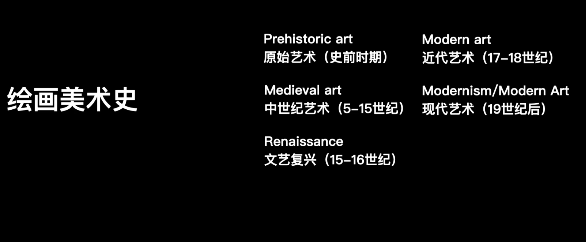 绘画美术史
Prehistoric art
原始艺术（史前时期）
Medieval art
中世纪艺术（5-15世纪）
Renaissance
文艺复兴（15-16世纪）
Modern art
近代艺术（17-18世纪）
Modernism/Modern Art
现代艺术（19世纪后）